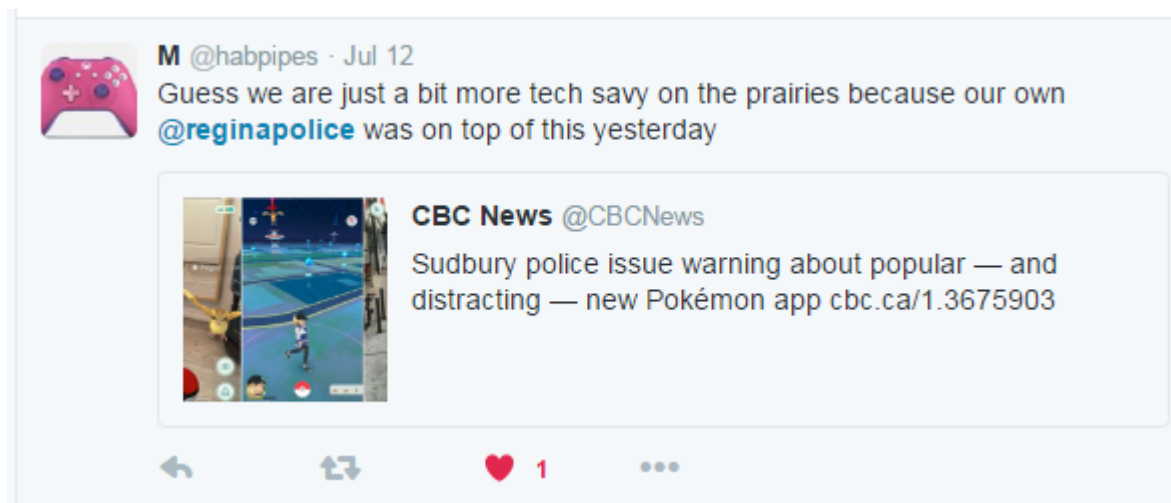 M @habpipes · Jul 12
Guess we are just a bit more tech savy on the prairies because our own
@reginapolice was on top of this yesterday
CBC News @CBCNews
Sudbury police issue warning about popular — and
distracting — new Pokémon app cbc.ca/1.3675903
1